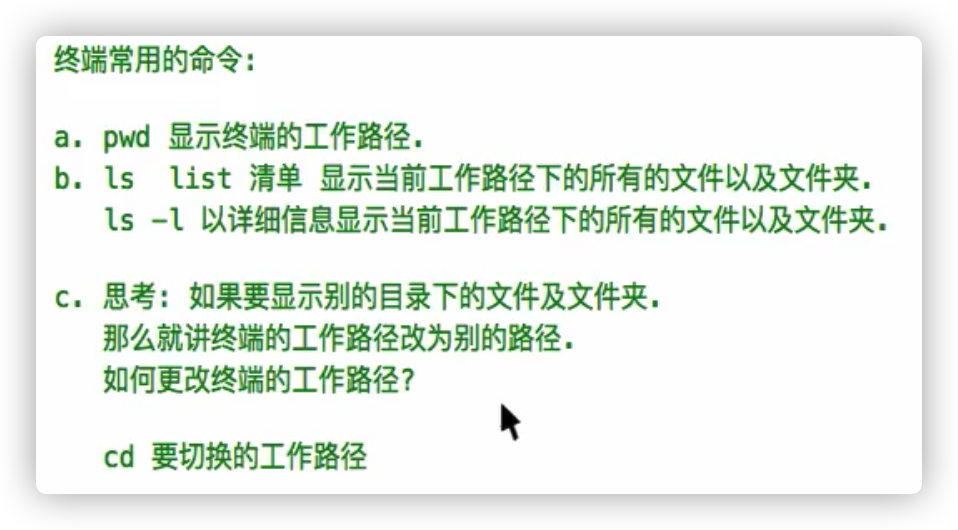 终端常用的命令:
a. pwd 显示终端的工作路径.
b. ls  list 清单 显示当前工作路径下的所有的文件以及文件夹.
ls -l 以详细信息显示当前工作路径下的所有的文件以及文件夹.
c. 思考: 如果要显示别的目录下的文件及文件夹.
那么就讲终端的工作路径改为别的路径.
如何更改终端的工作路径?
cd 要切换的工作路径